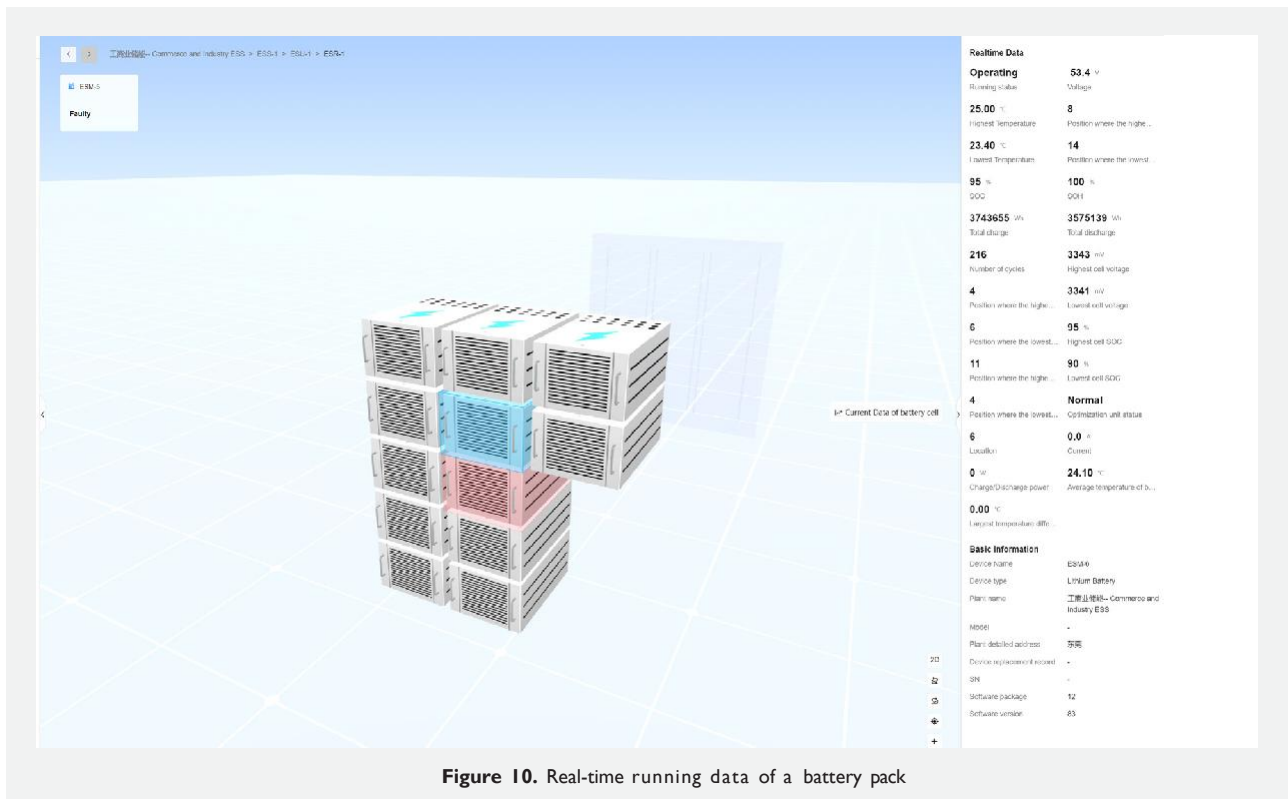 工商业储能-- Commerce and Industry ESS > ESS-1 > ESU-1 > ESR-1
Faulty
Current Data of battery cell
2D
Realtime Data
Operating 53.4 V
Running status Voltage
25.00 ℃ 8
Highest Temperature Position where the highe...
23.40 ℃ 14
Lowest Temperature Position where the lowest...
95 % 100 %
SOC SOH
3743655 Wh 3575139 Wh
Total charge Total discharge
216 3343 mV
Number of cycles Highest cell voltage
4 3341 mV
Position where the highe... Lowest cell voltage
6 95 %
Position where the lowest... Highest cell SOC
11 90 %
Position where the highe... Lowest cell SOC
4 Normal
Position where the lowest... Optimization unit status
6 0.0 A
Location Current
0 W 24.10 ℃
Charge/Discharge power Average temperature of b...
0.00 ℃
Largest temperature diffe...
Basic Information
Device Name ESM-6
Device type Lithium Battery
Plant name 工商业储能-- Commerce and
Industry ESS
Model -
Plant detailed address 东莞
Device replacement record -
SN -
Software package 12
Software version 83
Figure 10. Real-time running data of a battery pack